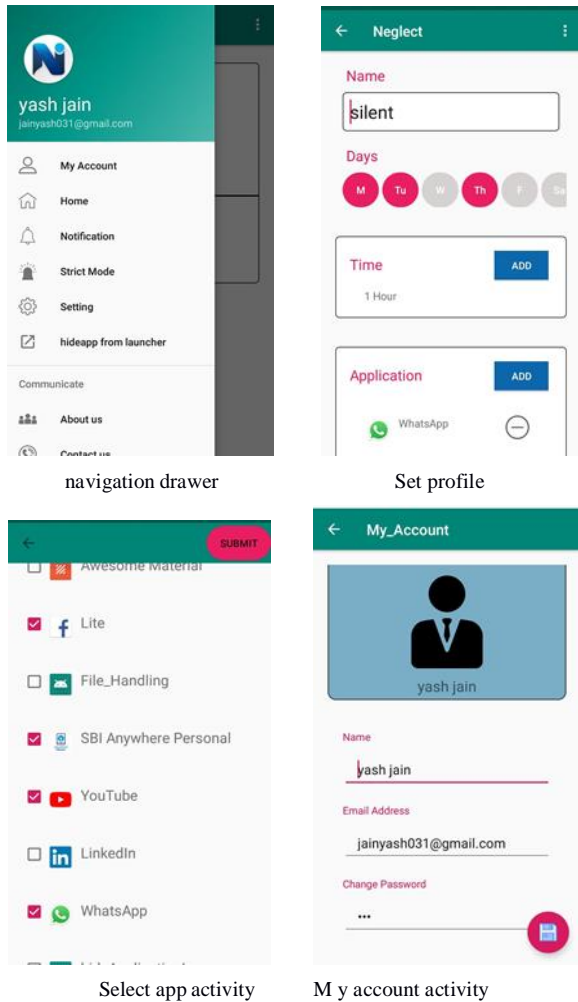 yash jain
jainyash031@gmail.com
My Account
Home
Notification
Strict Mode
Setting
hideapp from launcher
Communicate
About us
Contact us
navigation drawer
Neglect
Name
silent
Days
M Tu W Th F Sa
Time ADD
1 Hour
Application ADD
WhatsApp
Set profile
SUBMIT
Awesome Material
Lite
File_Handling
SBI Anywhere Personal
YouTube
LinkedIn
WhatsApp
Select app activity
My_Account
yash jain
Name
yash jain
Email Address
jainyash031@gmail.com
Change Password
•••
M y account activity